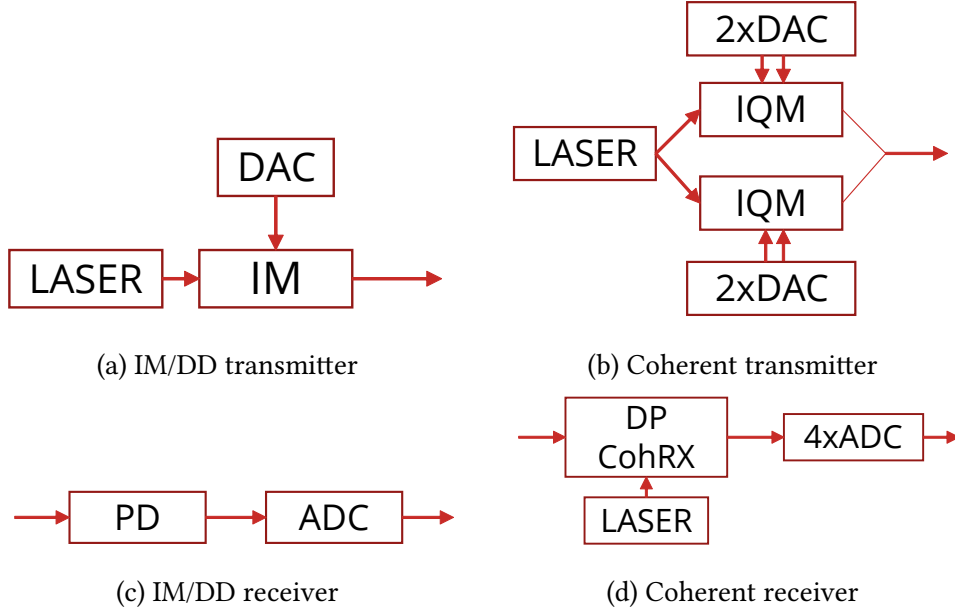 DAC
LASER
IM
(a) IM/DD transmitter
2xDAC
IQM
LASER
IQM
2xDAC
(b) Coherent transmitter
PD
ADC
(c) IM/DD receiver
DP
CohRX
4xADC
LASER
(d) Coherent receiver